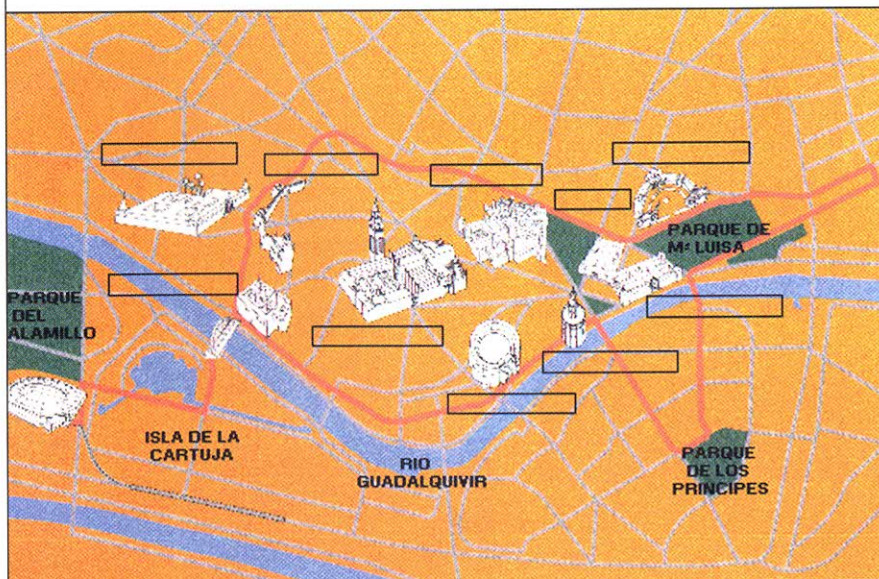 PARQUE DE
Mª LUISA
PARQUE
DEL
ALAMILLO
ISLA DE LA
CARTUJA
RIO
GUADALQUIVIR
PARQUE
DE LOS
PRINCIPES